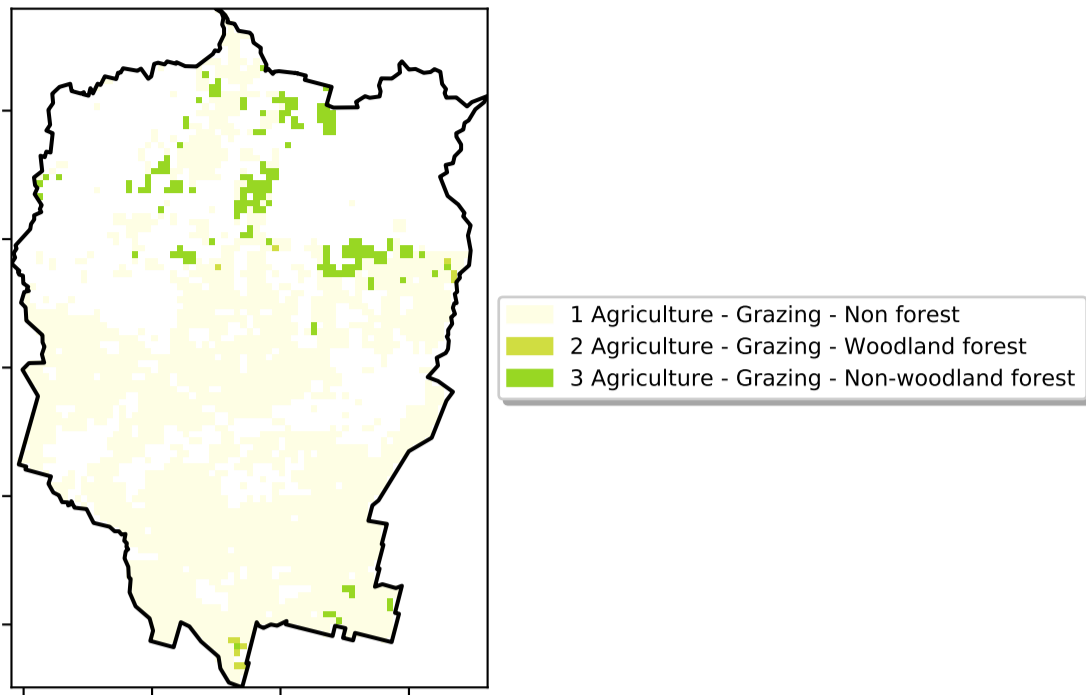 1 Agriculture - Grazing - Non forest
2 Agriculture - Grazing - Woodland forest
3 Agriculture - Grazing - Non-woodland forest